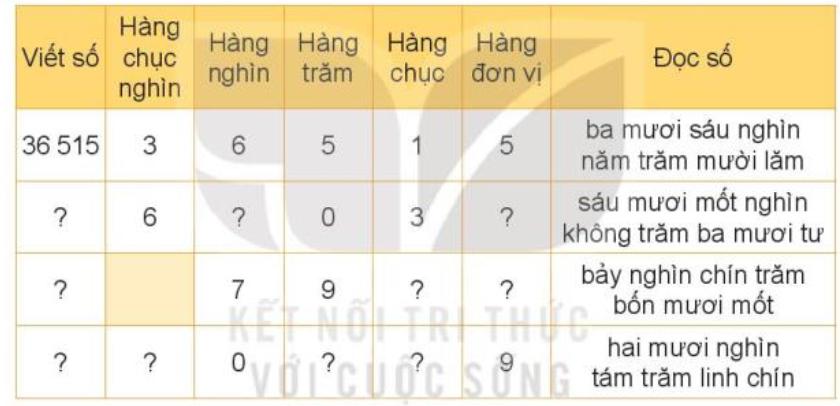 Viết số
Hàng
chục
nghìn
Hàng
nghìn
Hàng
trăm
Hàng
chục
Hàng
đơn vị
Đọc số
36 515 3 6 5 1 5
ba mươi sáu nghìn
năm trăm mười lăm
? 6 ? 0 3 ?
sáu mươi mốt nghìn
không trăm ba mươi tư
? 7 9 ? ?
bảy nghìn chín trăm
bốn mươi mốt
? ? 0 ? ? 9
hai mươi nghìn
tám trăm linh chín
KẾT NỐI TRI THỨC
VỚI CUỘC SỐNG